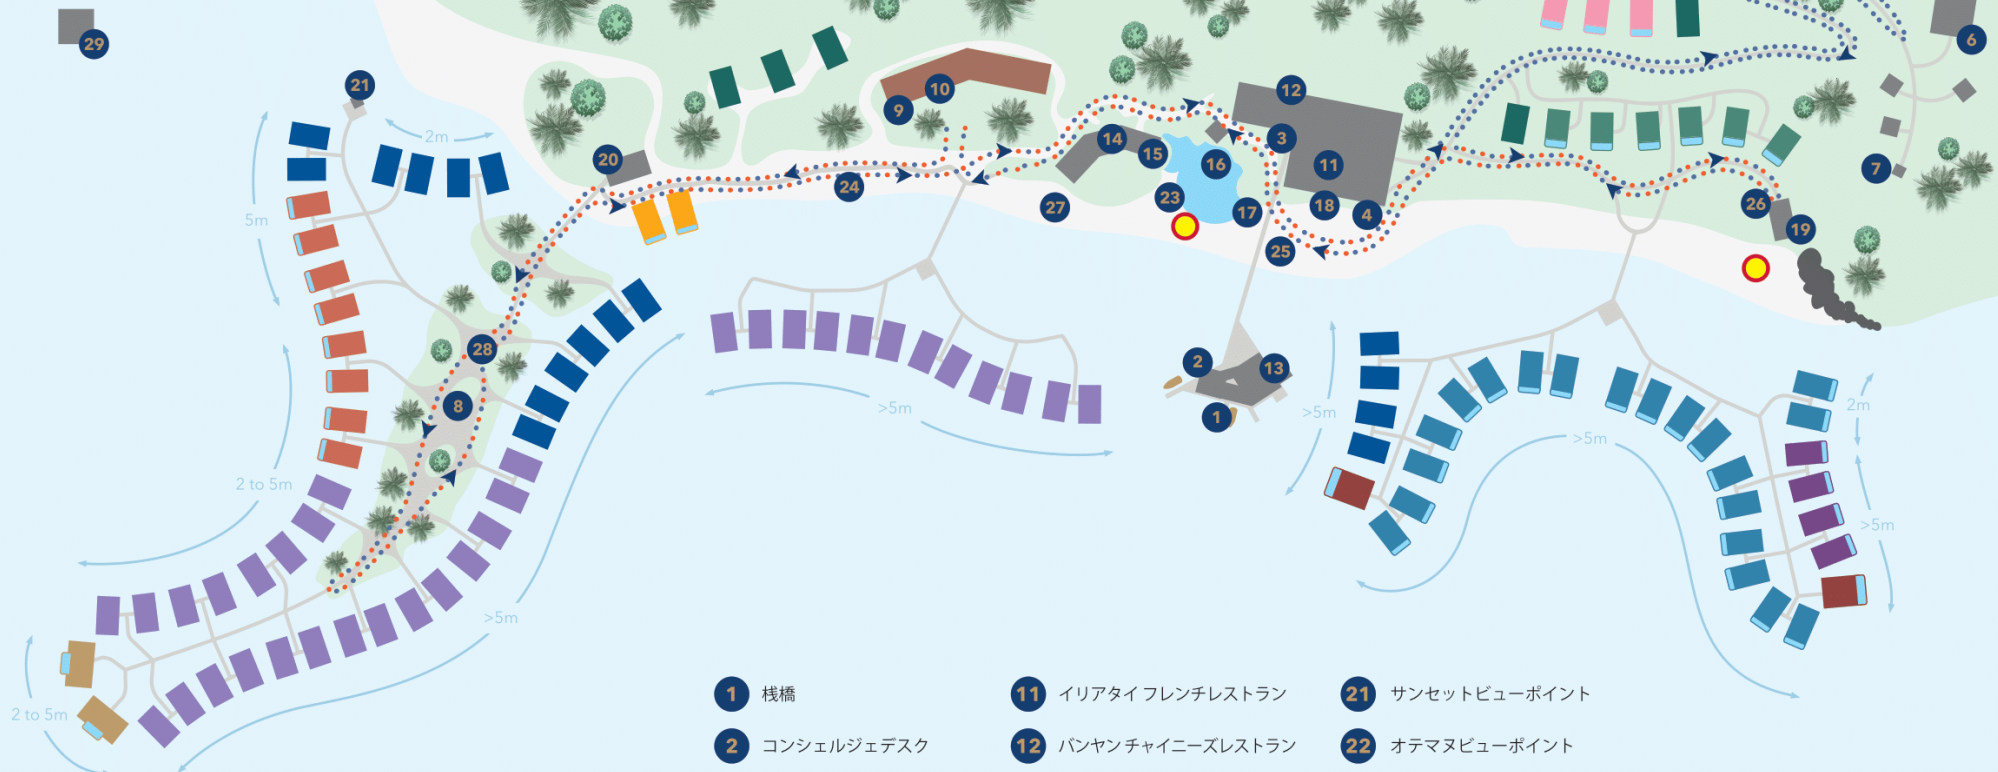 29
21
6
2m
12
9
10
3
14
15
16
11
7
20
24
5m
27
23
17
18
4
26
25
19
28
2
13
8
1
>5m
>5m
2m
>5m
2 to 5m
>5m
>5m
2 to 5m
1 桟橋
11 イリアタイ フレンチレストラン
21 サンセットビューポイント
2 コンシェルジェデスク
12 バンヤン チャイニーズレストラン
22 オテマヌビューポイント